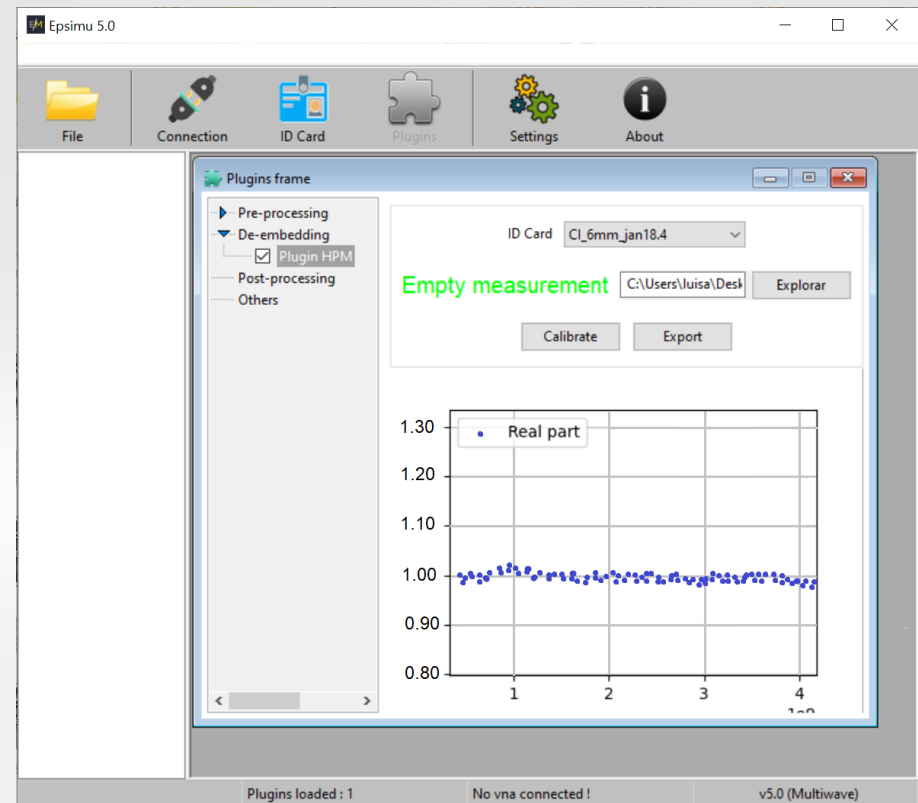 EM Epsimu 5.0
File Connection ID Card Plugins Settings About
Plugins frame
Pre-processing
De-embedding
Plugin HPM
Post-processing
Others
ID Card CI_6mm_jan18.4
Empty measurement C:\Users\luisa\Desk Explorar
Calibrate Export
Real part
1.30
1.20
1.10
1.00
0.90
0.80
1 2 3 4
Plugins loaded : 1 No vna connected ! v5.0 (Multiwave)